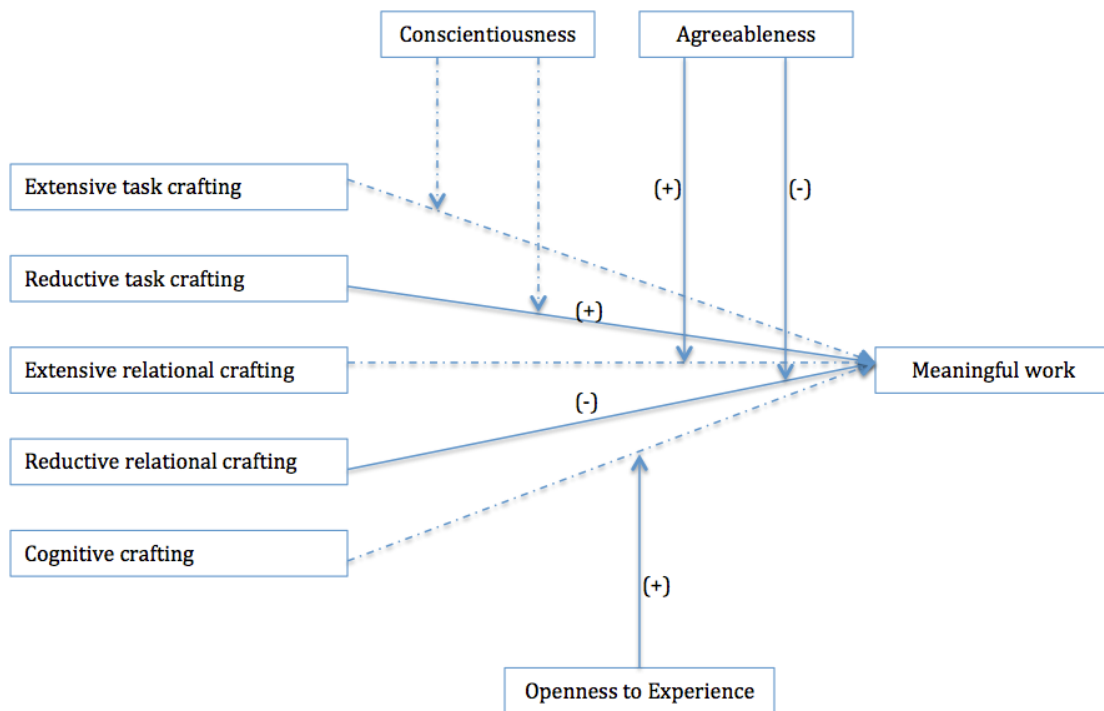 Conscientiousness
Agreeableness
Extensive task crafting
(+)
(-)
Reductive task crafting
(+)
Extensive relational crafting
Meaningful work
(-)
Reductive relational crafting
Cognitive crafting
(+)
Openness to Experience